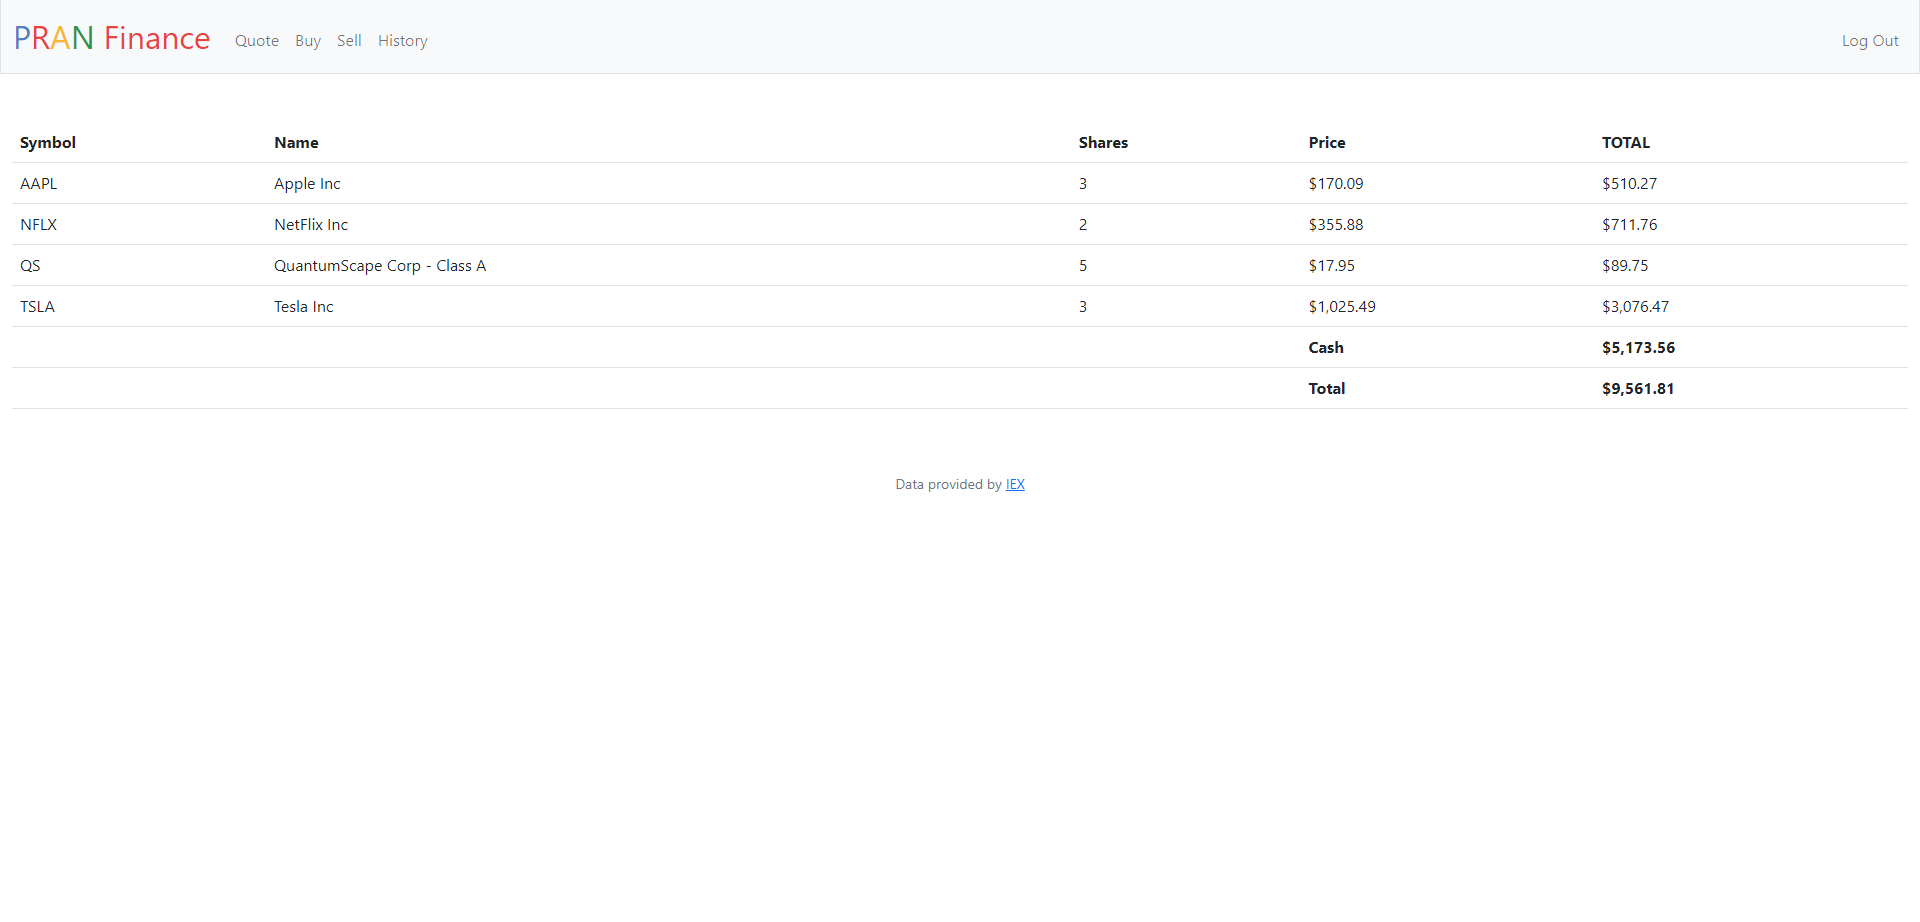 PRAN Finance Quote Buy Sell History Log Out
Symbol Name Shares Price TOTAL
AAPL Apple Inc 3 $170.09 $510.27
NFLX NetFlix Inc 2 $355.88 $711.76
QS QuantumScape Corp - Class A 5 $17.95 $89.75
TSLA Tesla Inc 3 $1,025.49 $3,076.47
Cash $5,173.56
Total $9,561.81
Data provided by IEX